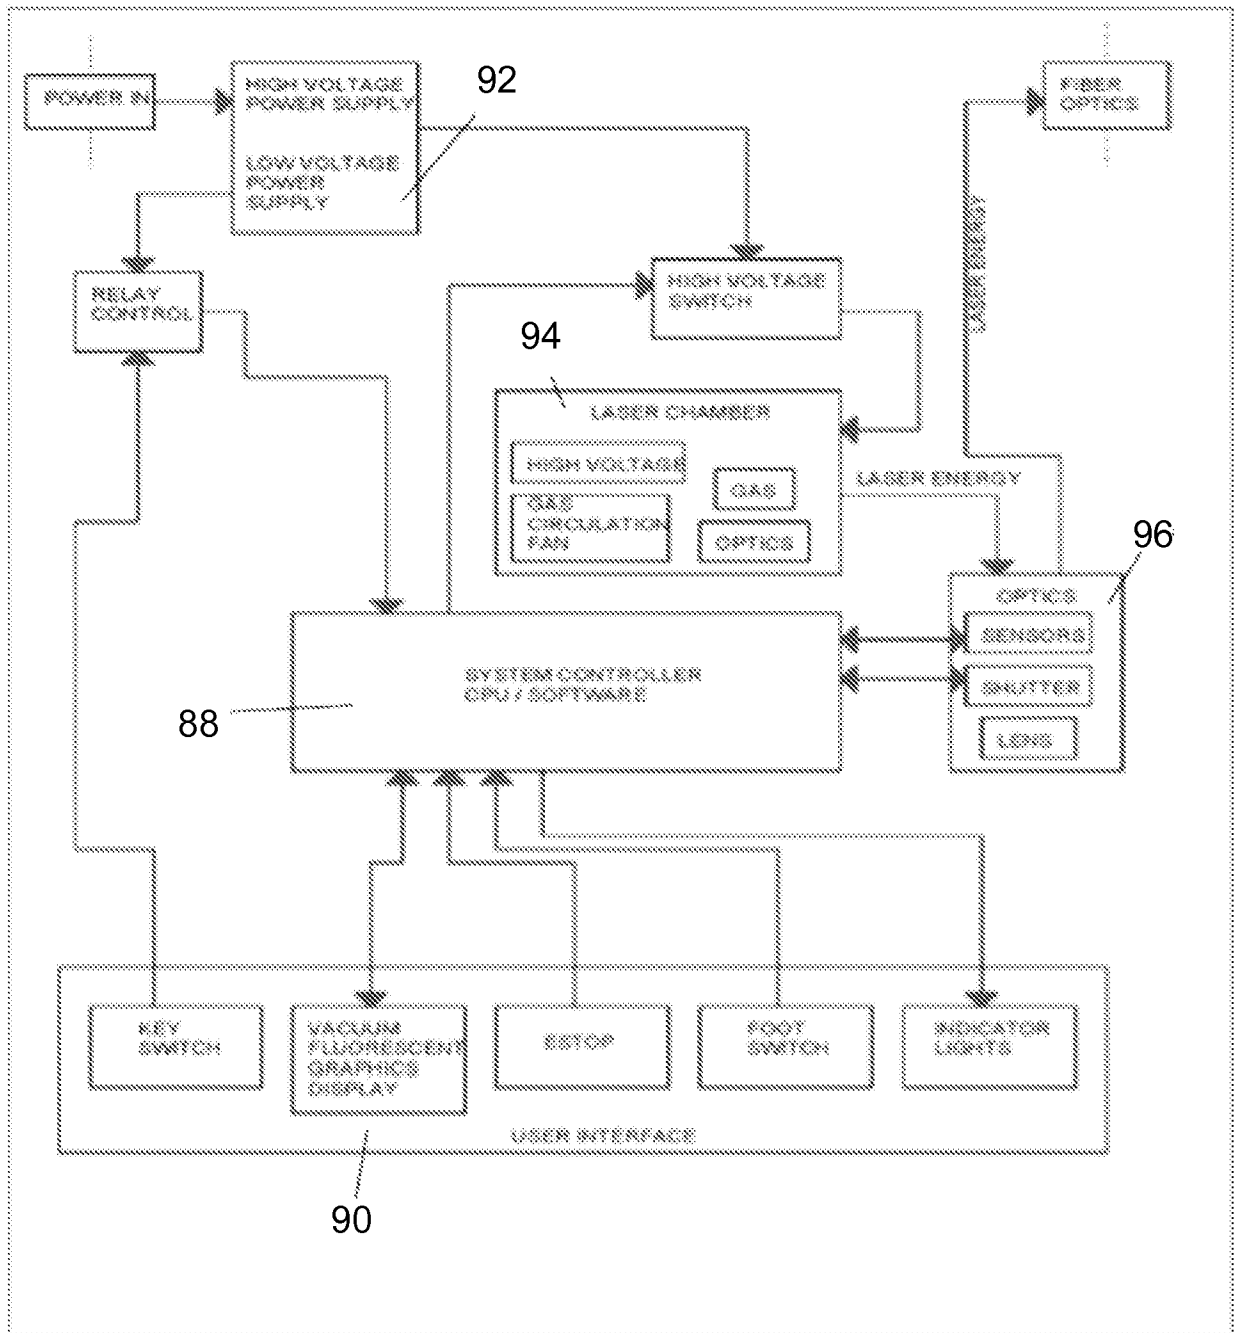 POWER IN
HIGH VOLTAGE
POWER SUPPLY
LOW VOLTAGE
POWER
SUPPLY
92
FIBER
OPTICS
LASER ENERGY
RELAY
CONTROL
HIGH VOLTAGE
SWITCH
94
LASER CHAMBER
HIGH VOLTAGE
GAS
GAS
CIRCULATION
FAN
OPTICS
LASER ENERGY
96
OPTICS
SENSORS
SHUTTER
LENS
SYSTEM CONTROLLER
CPU / SOFTWARE
88
KEY
SWITCH
VACUUM
FLUORESCENT
GRAPHICS
DISPLAY
ESTOP
FOOT
SWITCH
INDICATOR
LIGHTS
USER INTERFACE
90